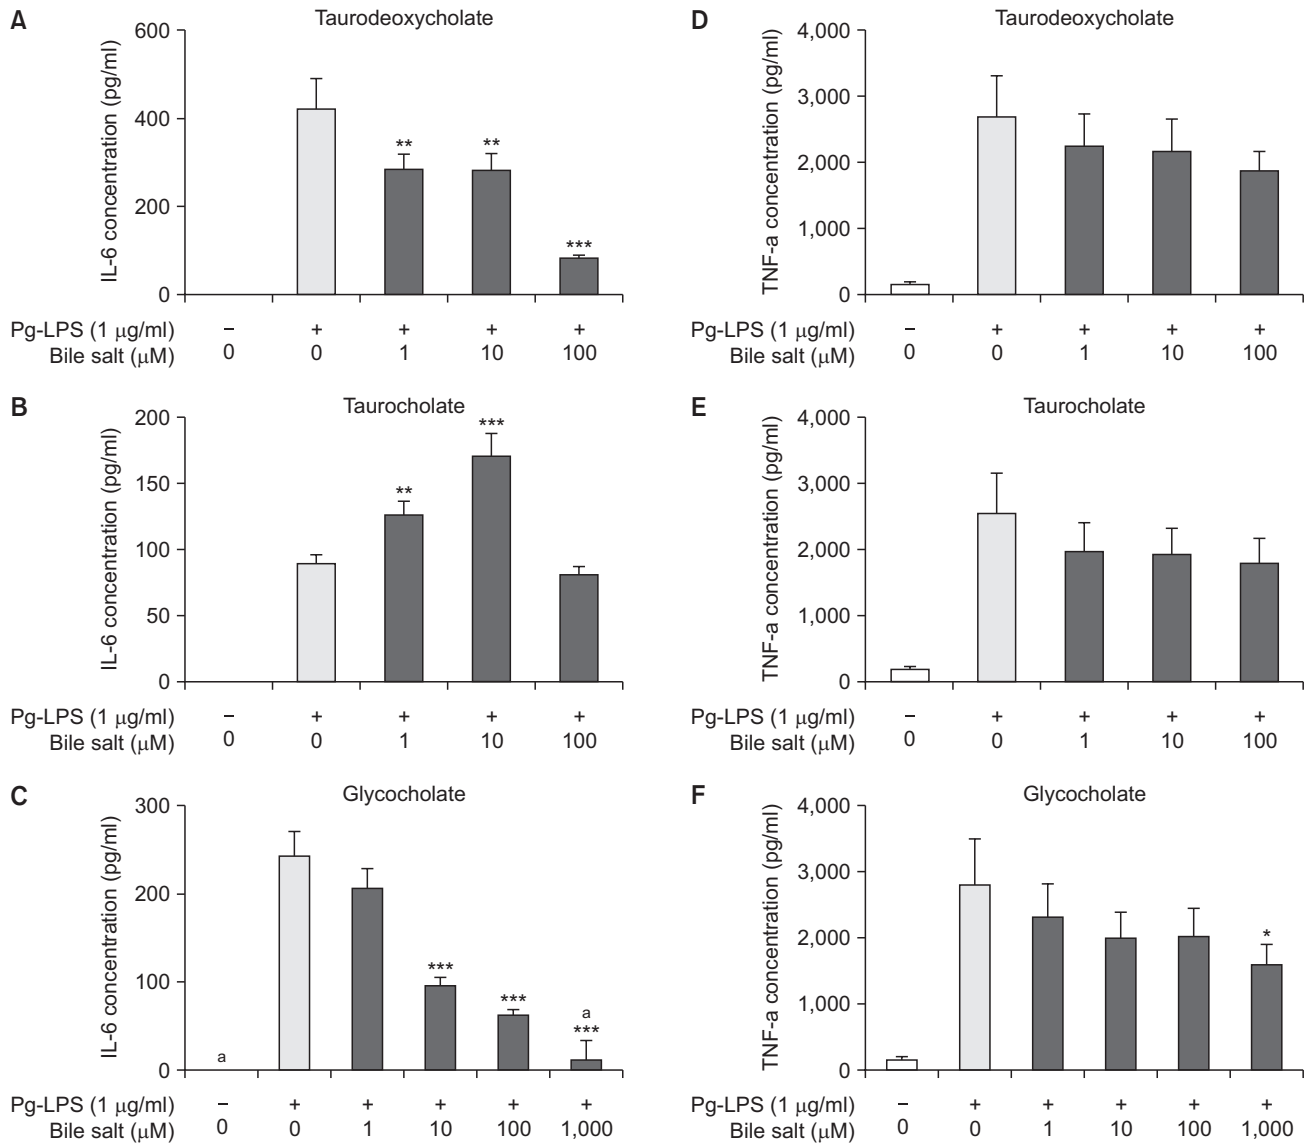 A
Taurodeoxycholate
IL-6 concentration (pg/ml)
600
400
200
0
** ** ***
Pg-LPS (1 μg/ml) – + + + +
Bile salt (μM) 0 0 1 10 100
D
Taurodeoxycholate
TNF-a concentration (pg/ml)
4,000
3,000
2,000
1,000
0
Pg-LPS (1 μg/ml) – + + + +
Bile salt (μM) 0 0 1 10 100
B
Taurocholate
IL-6 concentration (pg/ml)
200
150
100
50
0
** ***
Pg-LPS (1 μg/ml) – + + + +
Bile salt (μM) 0 0 1 10 100
E
Taurocholate
TNF-a concentration (pg/ml)
4,000
3,000
2,000
1,000
0
Pg-LPS (1 μg/ml) – + + + +
Bile salt (μM) 0 0 1 10 100
C
Glycocholate
IL-6 concentration (pg/ml)
300
200
100
0
a *** *** a ***
Pg-LPS (1 μg/ml) – + + + + +
Bile salt (μM) 0 0 1 10 100 1,000
F
Glycocholate
TNF-a concentration (pg/ml)
4,000
3,000
2,000
1,000
0
*
Pg-LPS (1 μg/ml) – + + + + +
Bile salt (μM) 0 0 1 10 100 1,000